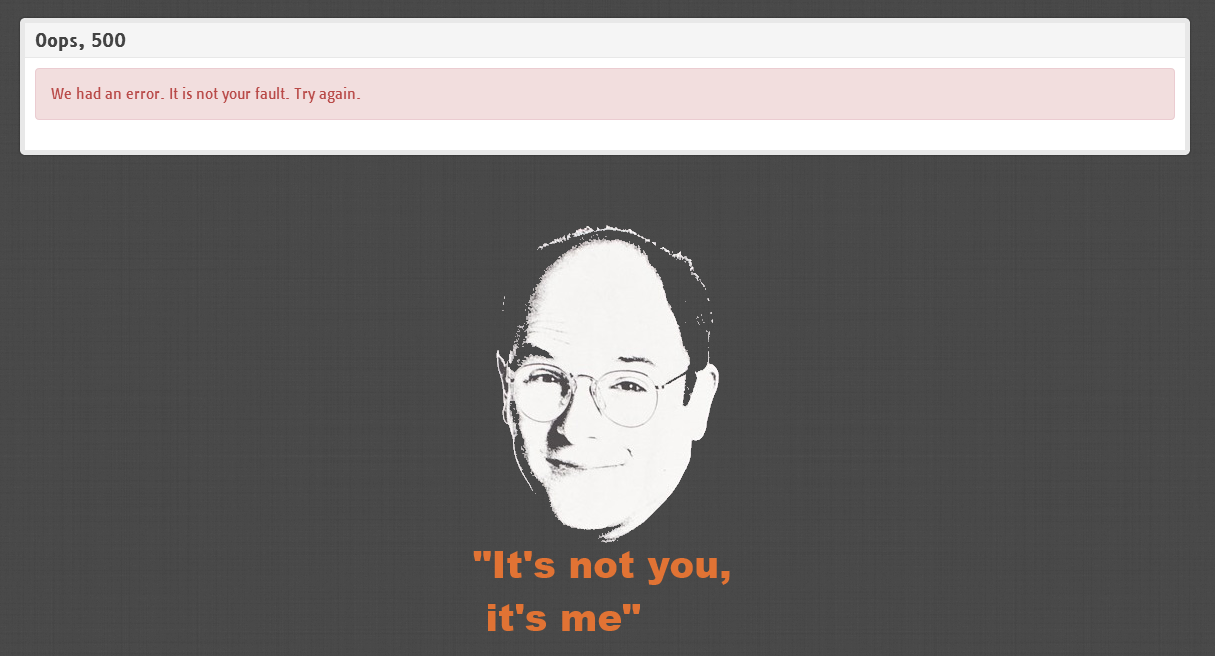 Oops, 500
We had an error. It is not your fault. Try again.
"It's not you,
it's me"